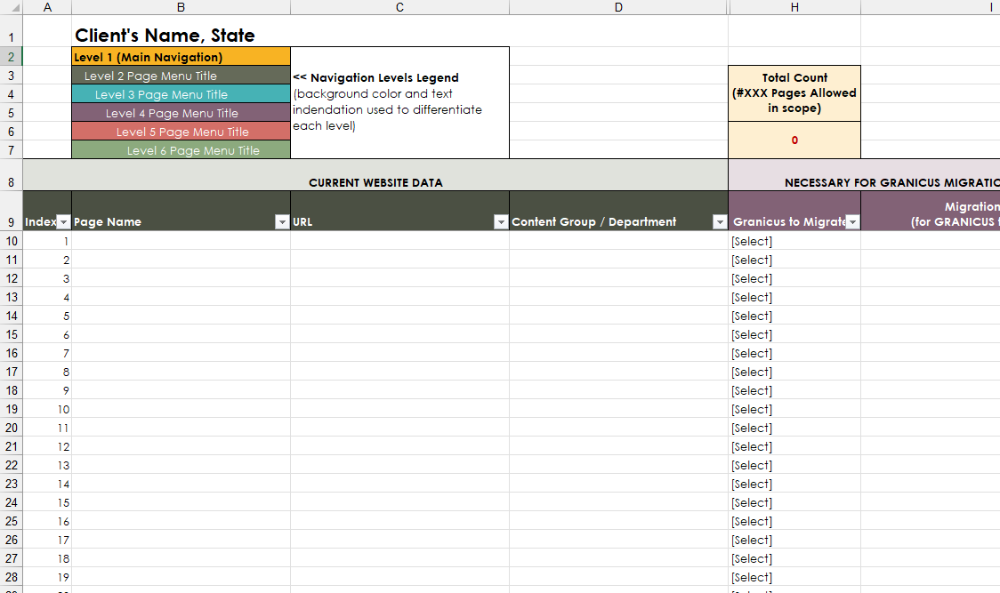 A B C D H I
1 Client's Name, State
2 Level 1 (Main Navigation)
3 Level 2 Page Menu Title
4 Level 3 Page Menu Title
5 Level 4 Page Menu Title
6 Level 5 Page Menu Title
7 Level 6 Page Menu Title
<< Navigation Levels Legend
(background color and text
indentation used to differentiate
each level)
Total Count
(#XXX Pages Allowed
in scope)
0
8 CURRENT WEBSITE DATA NECESSARY FOR GRANICUS MIGRATIO
Migration
9 Index Page Name URL Content Group / Department Granicus to Migrate (for GRANICUS
10 1 [Select]
11 2 [Select]
12 3 [Select]
13 4 [Select]
14 5 [Select]
15 6 [Select]
16 7 [Select]
17 8 [Select]
18 9 [Select]
19 10 [Select]
20 11 [Select]
21 12 [Select]
22 13 [Select]
23 14 [Select]
24 15 [Select]
25 16 [Select]
26 17 [Select]
27 18 [Select]
28 19 [Select]